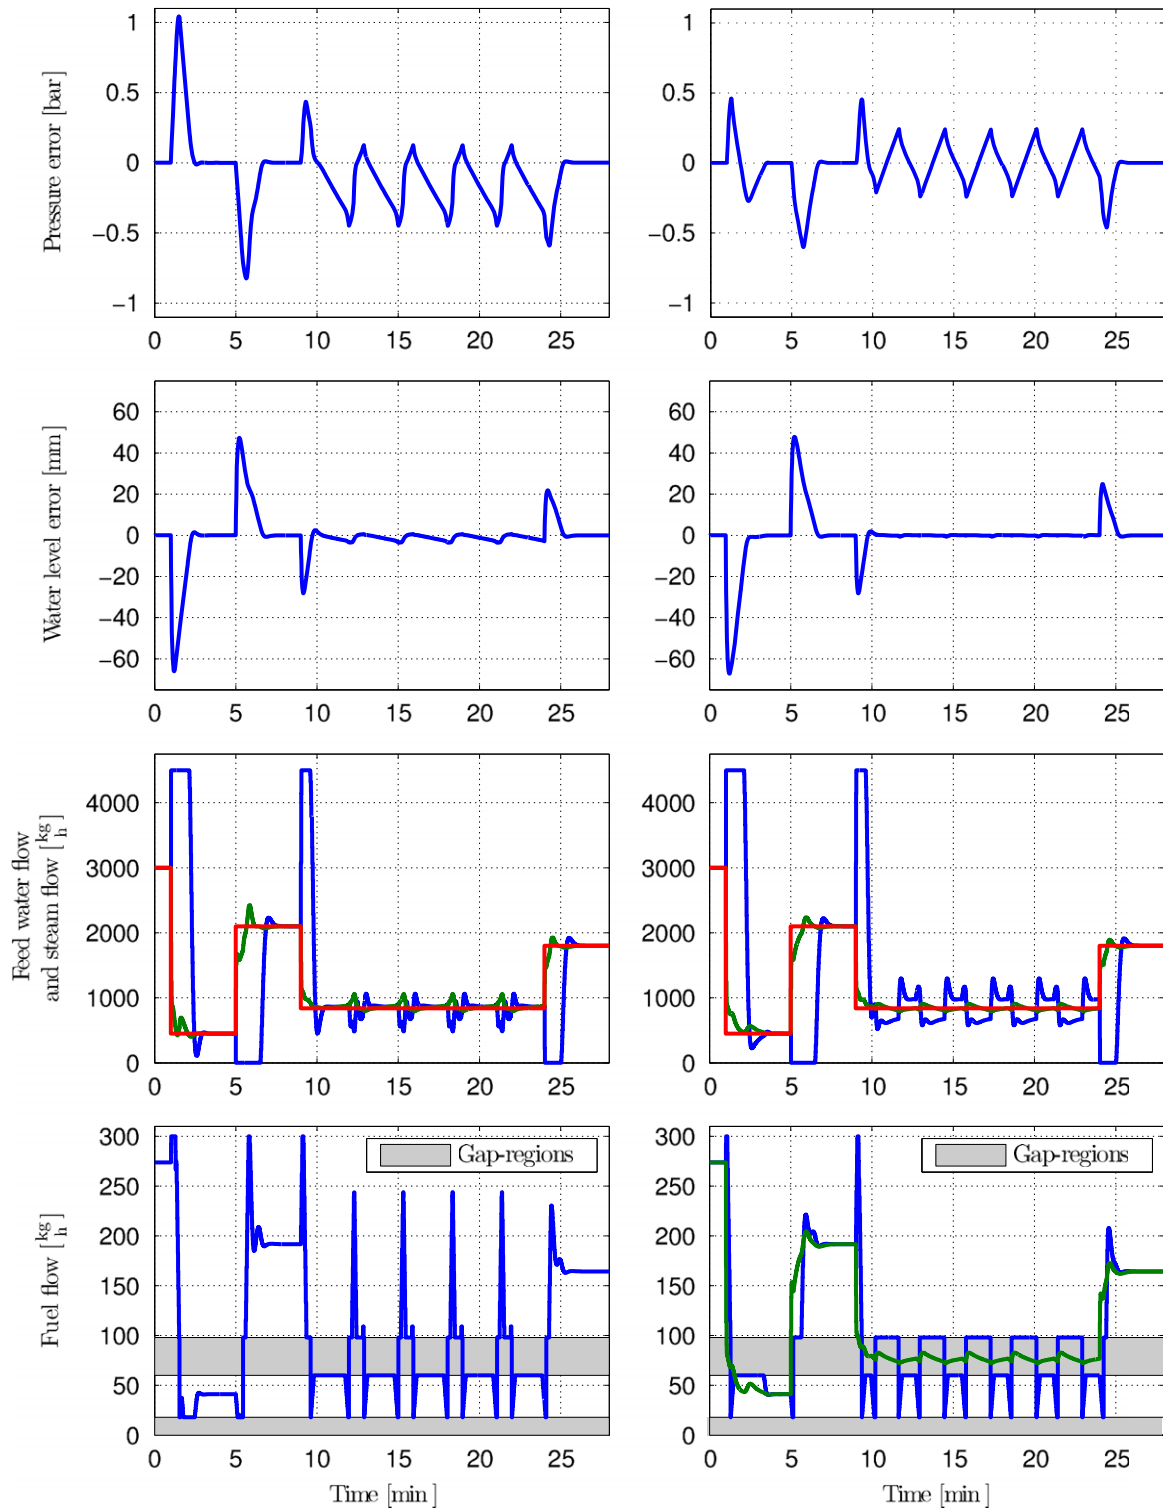 Pressure error [bar]
1
0.5
0
−0.5
−1
0 5 10 15 20 25
1
0.5
0
−0.5
−1
0 5 10 15 20 25
Water level error [mm]
60
40
20
0
−20
−40
−60
0 5 10 15 20 25
60
40
20
0
−20
−40
−60
0 5 10 15 20 25
Feed water flow
and steam flow [kg/h]
4000
3000
2000
1000
0
0 5 10 15 20 25
4000
3000
2000
1000
0
0 5 10 15 20 25
Fuel flow [kg/h]
300
250
200
150
100
50
0
Gap-regions
0 5 10 15 20 25
Time [min]
300
250
200
150
100
50
0
Gap-regions
0 5 10 15 20 25
Time [min]